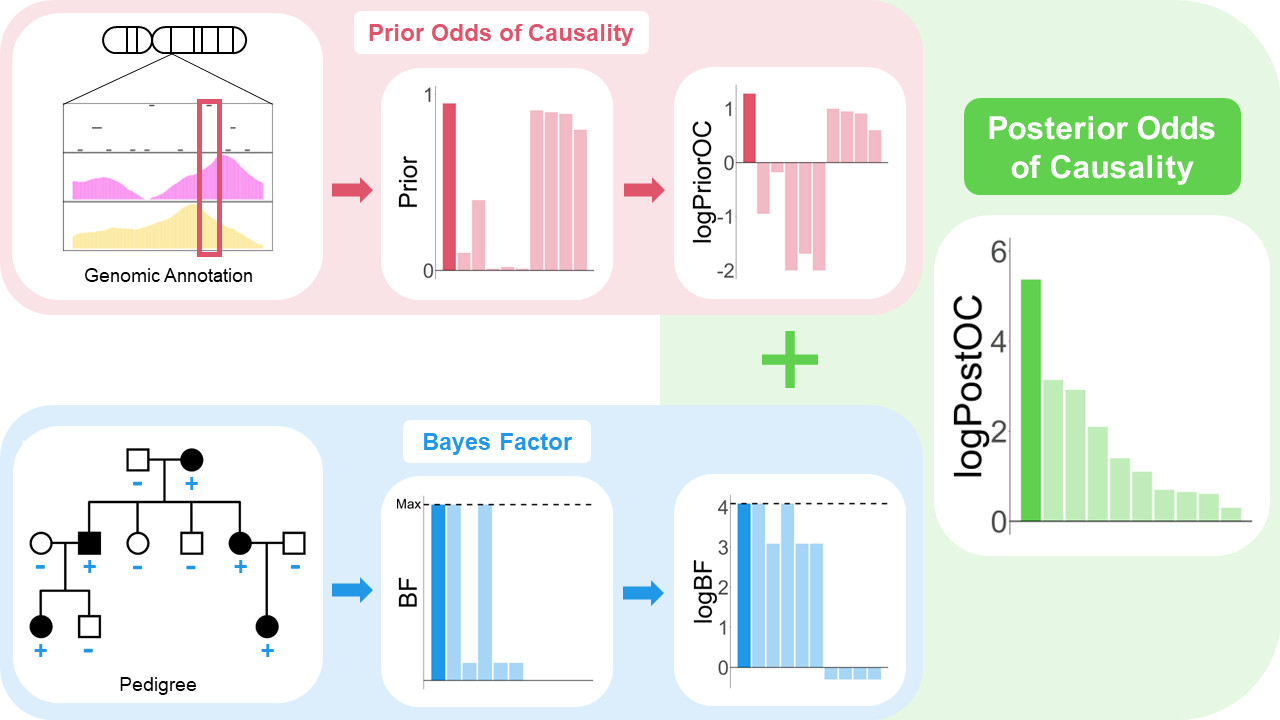 Prior Odds of Causality
Genomic Annotation
Prior
1
0
logPriorOC
1
0
-1
-2
Posterior Odds
of Causality
logPostOC
6
4
2
0
+
Bayes Factor
- +
- + - - + -
+ - +
Pedigree
BF
Max
logBF
4
3
2
1
0